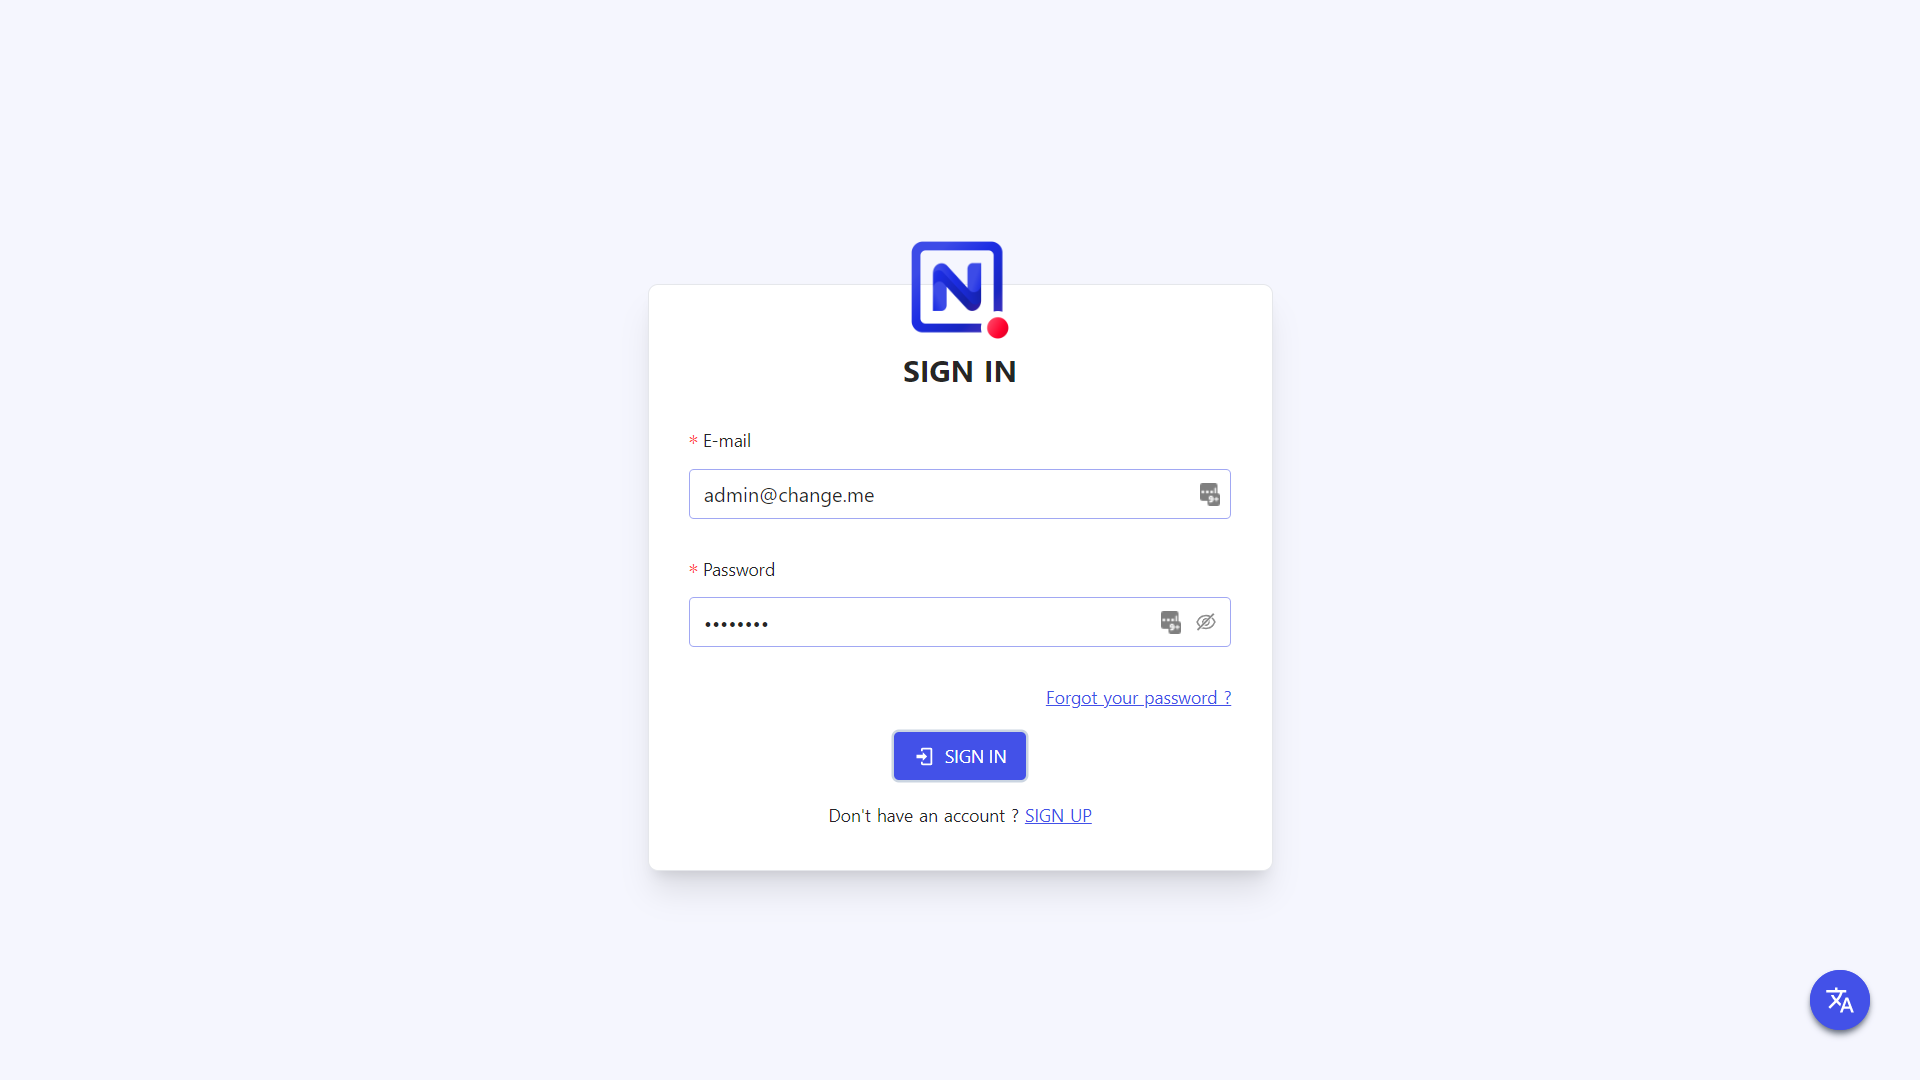 N
SIGN IN
* E-mail
admin@change.me
* Password
••••••••
Forgot your password ?
SIGN IN
Don't have an account ? SIGN UP